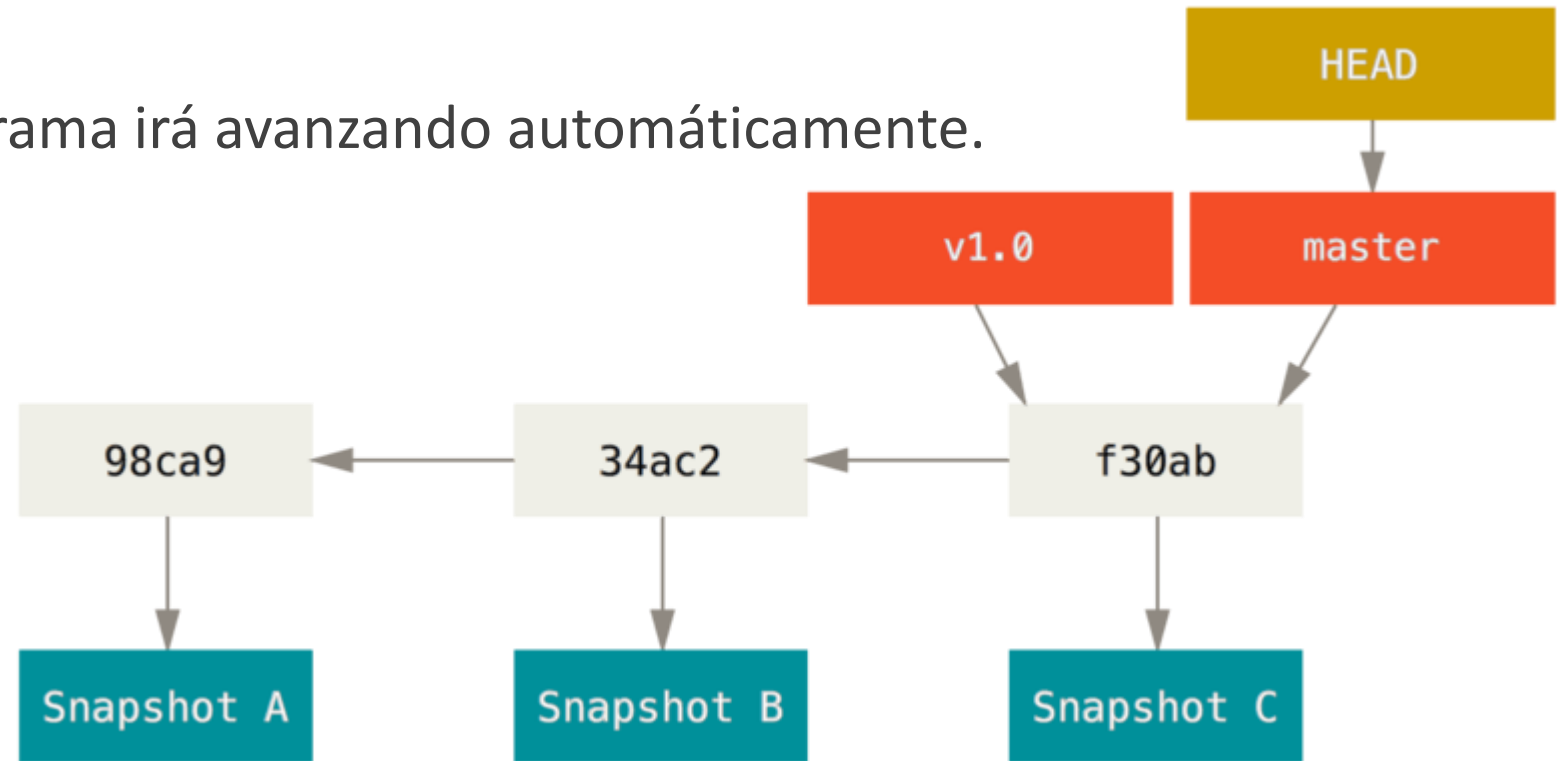 HEAD
rama irá avanzando automáticamente.
v1.0 master
98ca9 34ac2 f30ab
Snapshot A Snapshot B Snapshot C